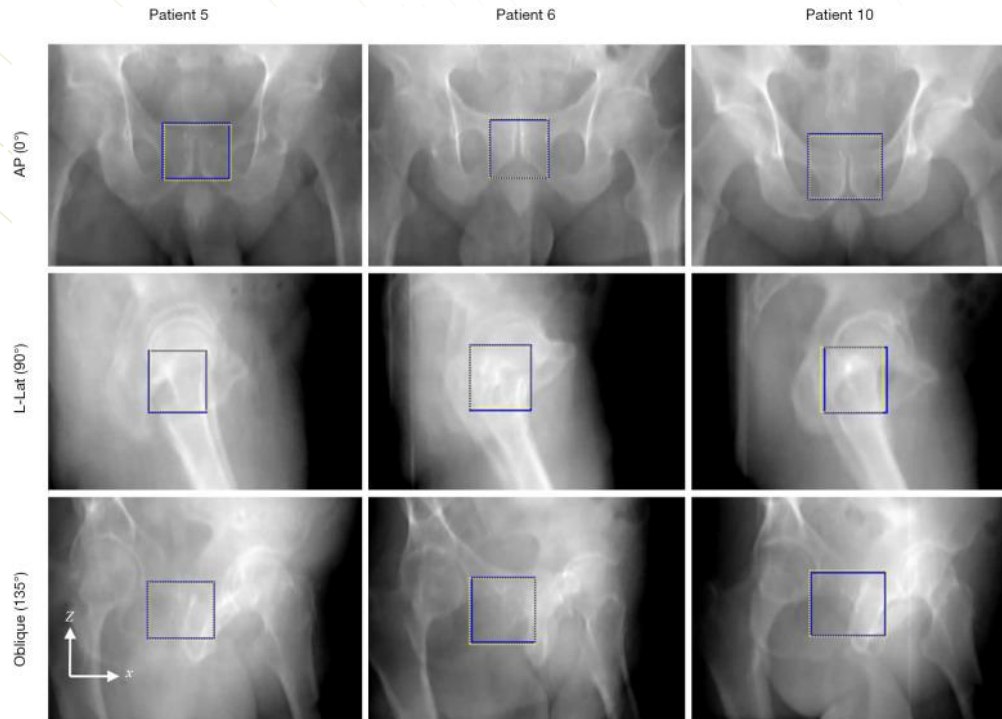 Patient 5
Patient 6
Patient 10
AP (0°)
L-Lat (90°)
Oblique (135°)
Z
x